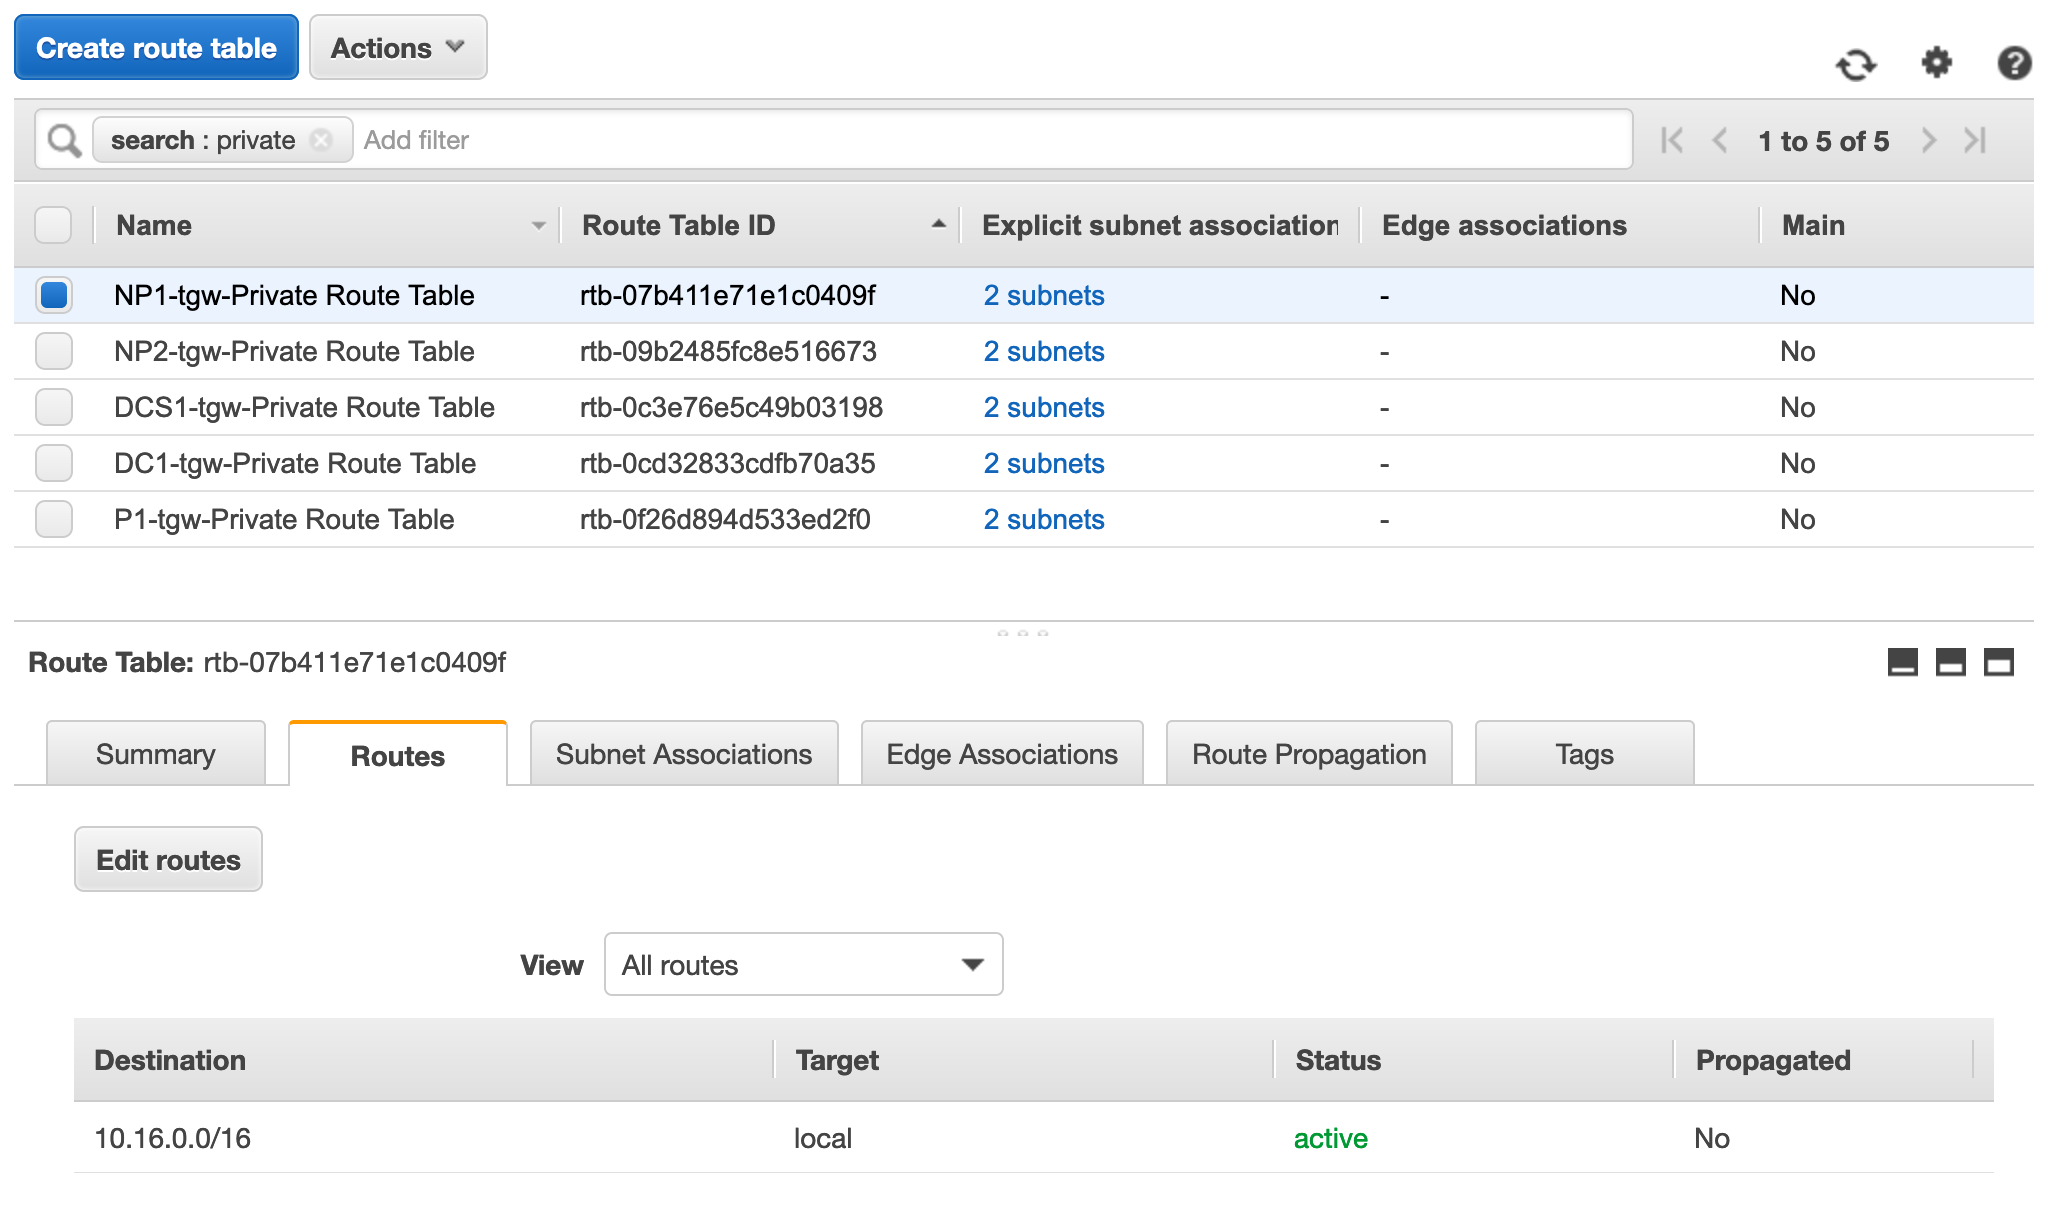 Create route table Actions
search : private Add filter 1 to 5 of 5
Name Route Table ID Explicit subnet association Edge associations Main
NP1-tgw-Private Route Table rtb-07b411e71e1c0409f 2 subnets - No
NP2-tgw-Private Route Table rtb-09b2485fc8e516673 2 subnets - No
DCS1-tgw-Private Route Table rtb-0c3e76e5c49b03198 2 subnets - No
DC1-tgw-Private Route Table rtb-0cd32833cdfb70a35 2 subnets - No
P1-tgw-Private Route Table rtb-0f26d894d533ed2f0 2 subnets - No
Route Table: rtb-07b411e71e1c0409f
Summary Routes Subnet Associations Edge Associations Route Propagation Tags
Edit routes
View All routes
Destination Target Status Propagated
10.16.0.0/16 local active No